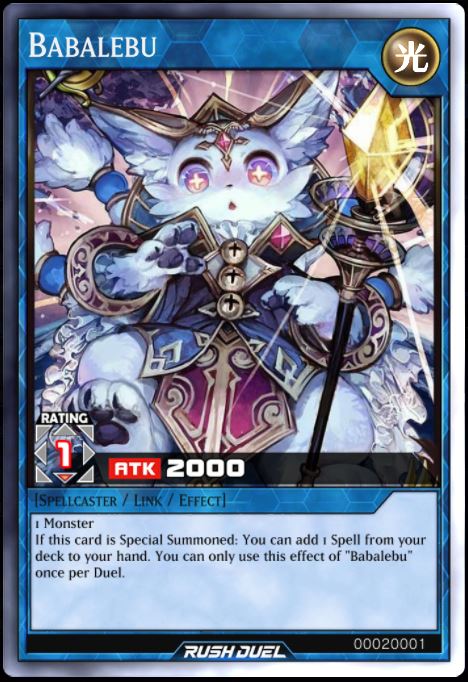 BABALEBU
光
RATING
1
ATK 2000
[SPELLCASTER / LINK / EFFECT]
1 Monster
If this card is Special Summoned: You can add 1 Spell from your
deck to your hand. You can only use this effect of "Babalebu"
once per Duel.
RUSH DUEL
00020001